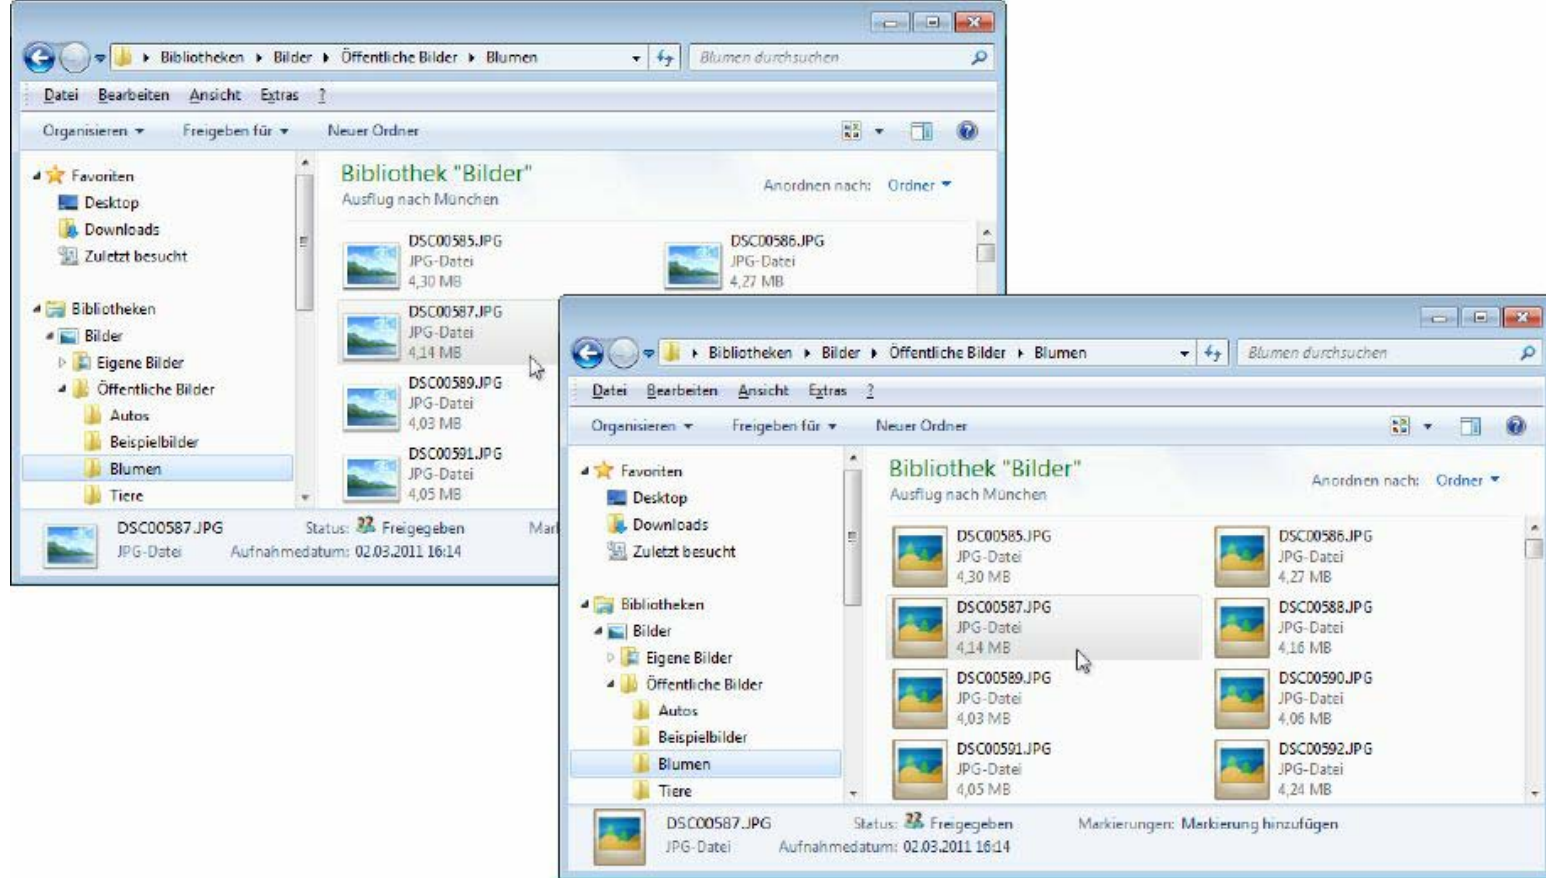 Bibliotheken Bilder Öffentliche Bilder Blumen
Blumen durchsuchen
Datei Bearbeiten Ansicht Extras ?
Organisieren Freigeben für Neuer Ordner
Favoriten
Desktop
Downloads
Zuletzt besucht
Bibliotheken
Bilder
Eigene Bilder
Öffentliche Bilder
Autos
Beispielbilder
Blumen
Tiere
Bibliothek "Bilder"
Ausflug nach München
Anordnen nach: Ordner
DSC00585.JPG
JPG-Datei
4,30 MB
DSC00586.JPG
JPG-Datei
4,27 MB
DSC00587.JPG
JPG-Datei
4,14 MB
DSC00589.JPG
JPG-Datei
4,03 MB
DSC00591.JPG
JPG-Datei
4,05 MB
DSC00587.JPG Status: Freigegeben Mar
JPG-Datei Aufnahmedatum: 02.03.2011 16:14
Bibliotheken Bilder Öffentliche Bilder Blumen
Blumen durchsuchen
Datei Bearbeiten Ansicht Extras ?
Organisieren Freigeben für Neuer Ordner
Favoriten
Desktop
Downloads
Zuletzt besucht
Bibliotheken
Bilder
Eigene Bilder
Öffentliche Bilder
Autos
Beispielbilder
Blumen
Tiere
Bibliothek "Bilder"
Ausflug nach München
Anordnen nach: Ordner
DSC00585.JPG
JPG-Datei
4,30 MB
DSC00586.JPG
JPG-Datei
4,27 MB
DSC00587.JPG
JPG-Datei
4,14 MB
DSC00588.JPG
JPG-Datei
4,16 MB
DSC00589.JPG
JPG-Datei
4,03 MB
DSC00590.JPG
JPG-Datei
4,06 MB
DSC00591.JPG
JPG-Datei
4,05 MB
DSC00592.JPG
JPG-Datei
4,24 MB
DSC00587.JPG Status: Freigegeben Markierungen: Markierung hinzufügen
JPG-Datei Aufnahmedatum: 02.03.2011 16:14